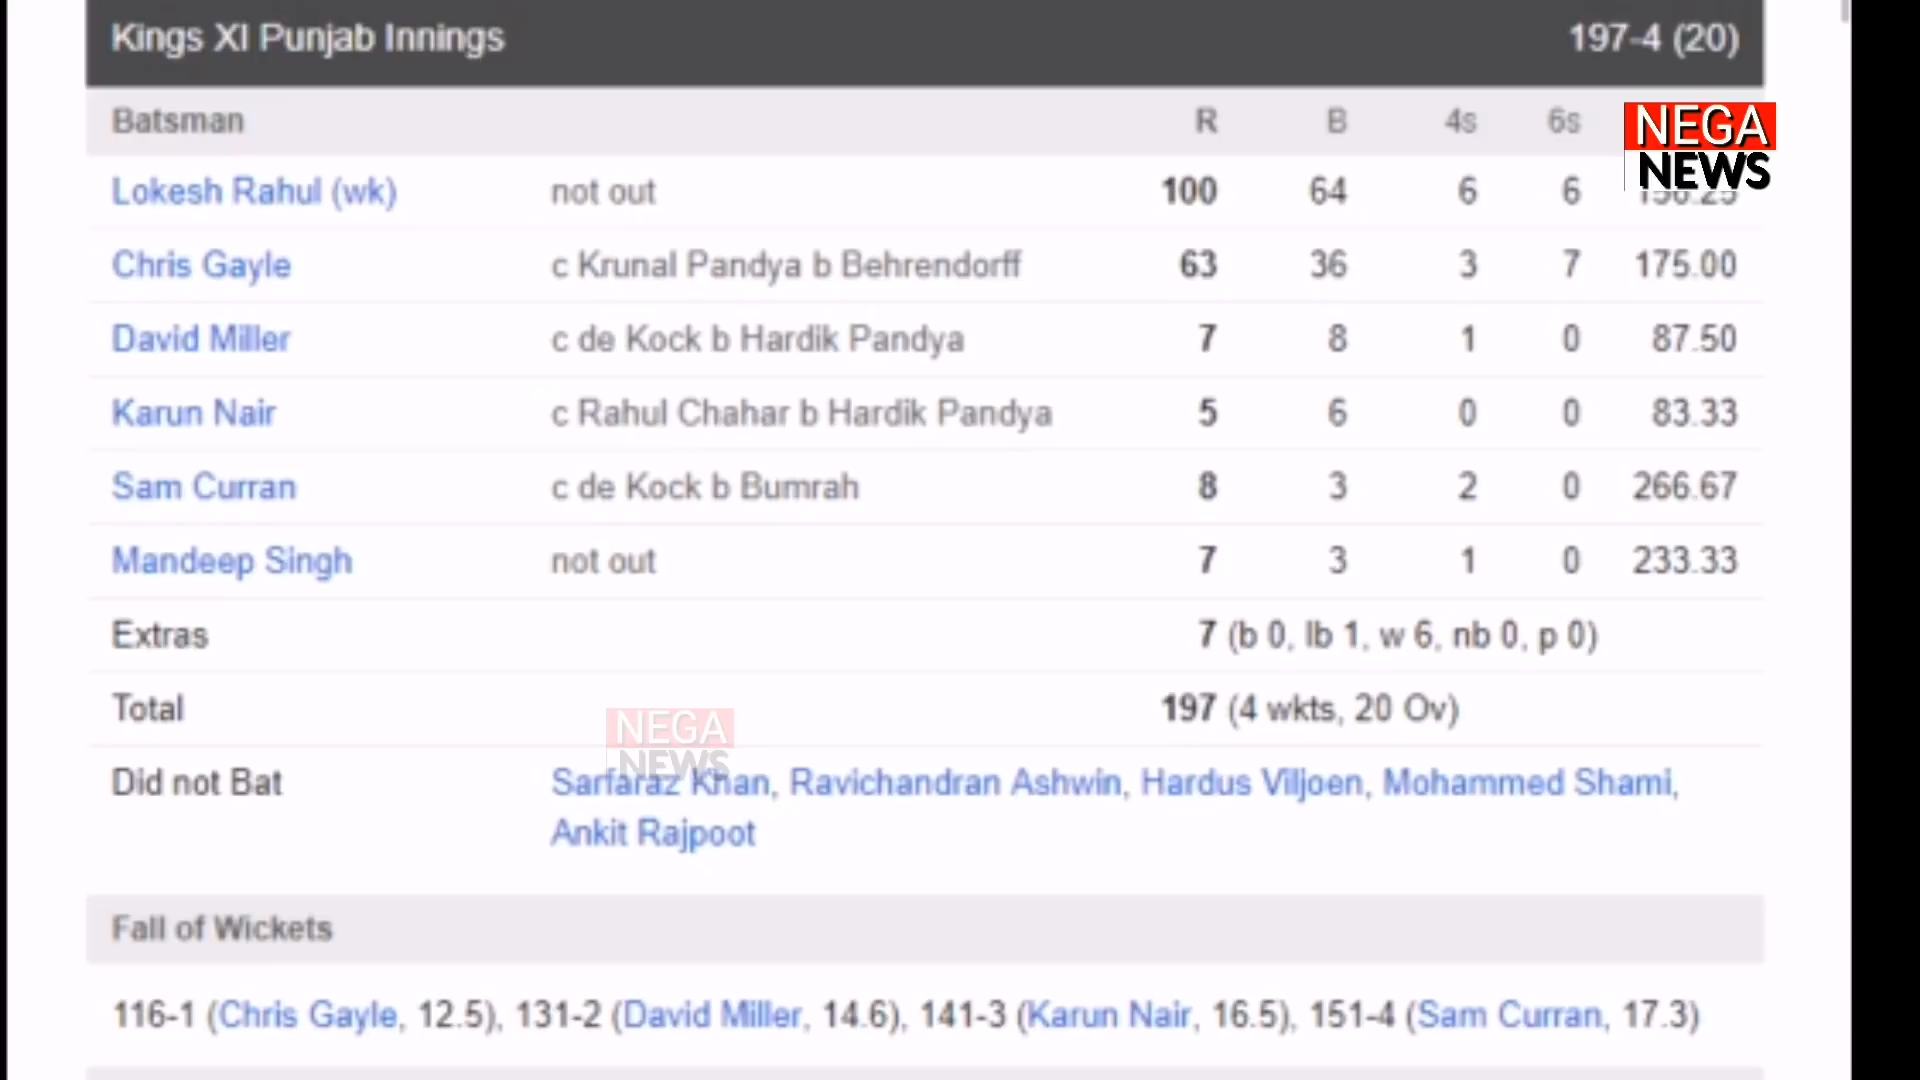 Kings XI Punjab Innings 197-4 (20)
Batsman R B 4s 6s
NEGA
NEWS
Lokesh Rahul (wk) not out 100 64 6 6 156.25
Chris Gayle c Krunal Pandya b Behrendorff 63 36 3 7 175.00
David Miller c de Kock b Hardik Pandya 7 8 1 0 87.50
Karun Nair c Rahul Chahar b Hardik Pandya 5 6 0 0 83.33
Sam Curran c de Kock b Bumrah 8 3 2 0 266.67
Mandeep Singh not out 7 3 1 0 233.33
Extras 7 (b 0, lb 1, w 6, nb 0, p 0)
Total 197 (4 wkts, 20 Ov)
NEGA
NEWS
Did not Bat Sarfaraz Khan, Ravichandran Ashwin, Hardus Viljoen, Mohammed Shami,
Ankit Rajpoot
Fall of Wickets
116-1 (Chris Gayle, 12.5), 131-2 (David Miller, 14.6), 141-3 (Karun Nair, 16.5), 151-4 (Sam Curran, 17.3)